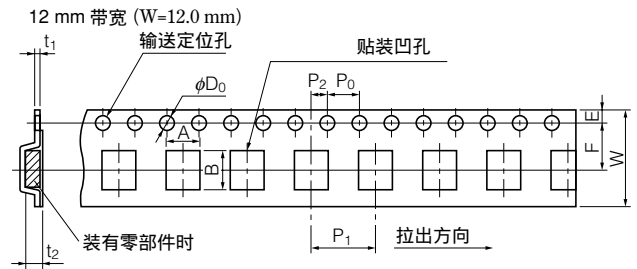 12 mm 带宽 (W=12.0 mm)
t1
输送定位孔
贴装凹孔
ϕD0
P2
P0
A
B
E
F
W
装有零部件时
t2
P1
拉出方向